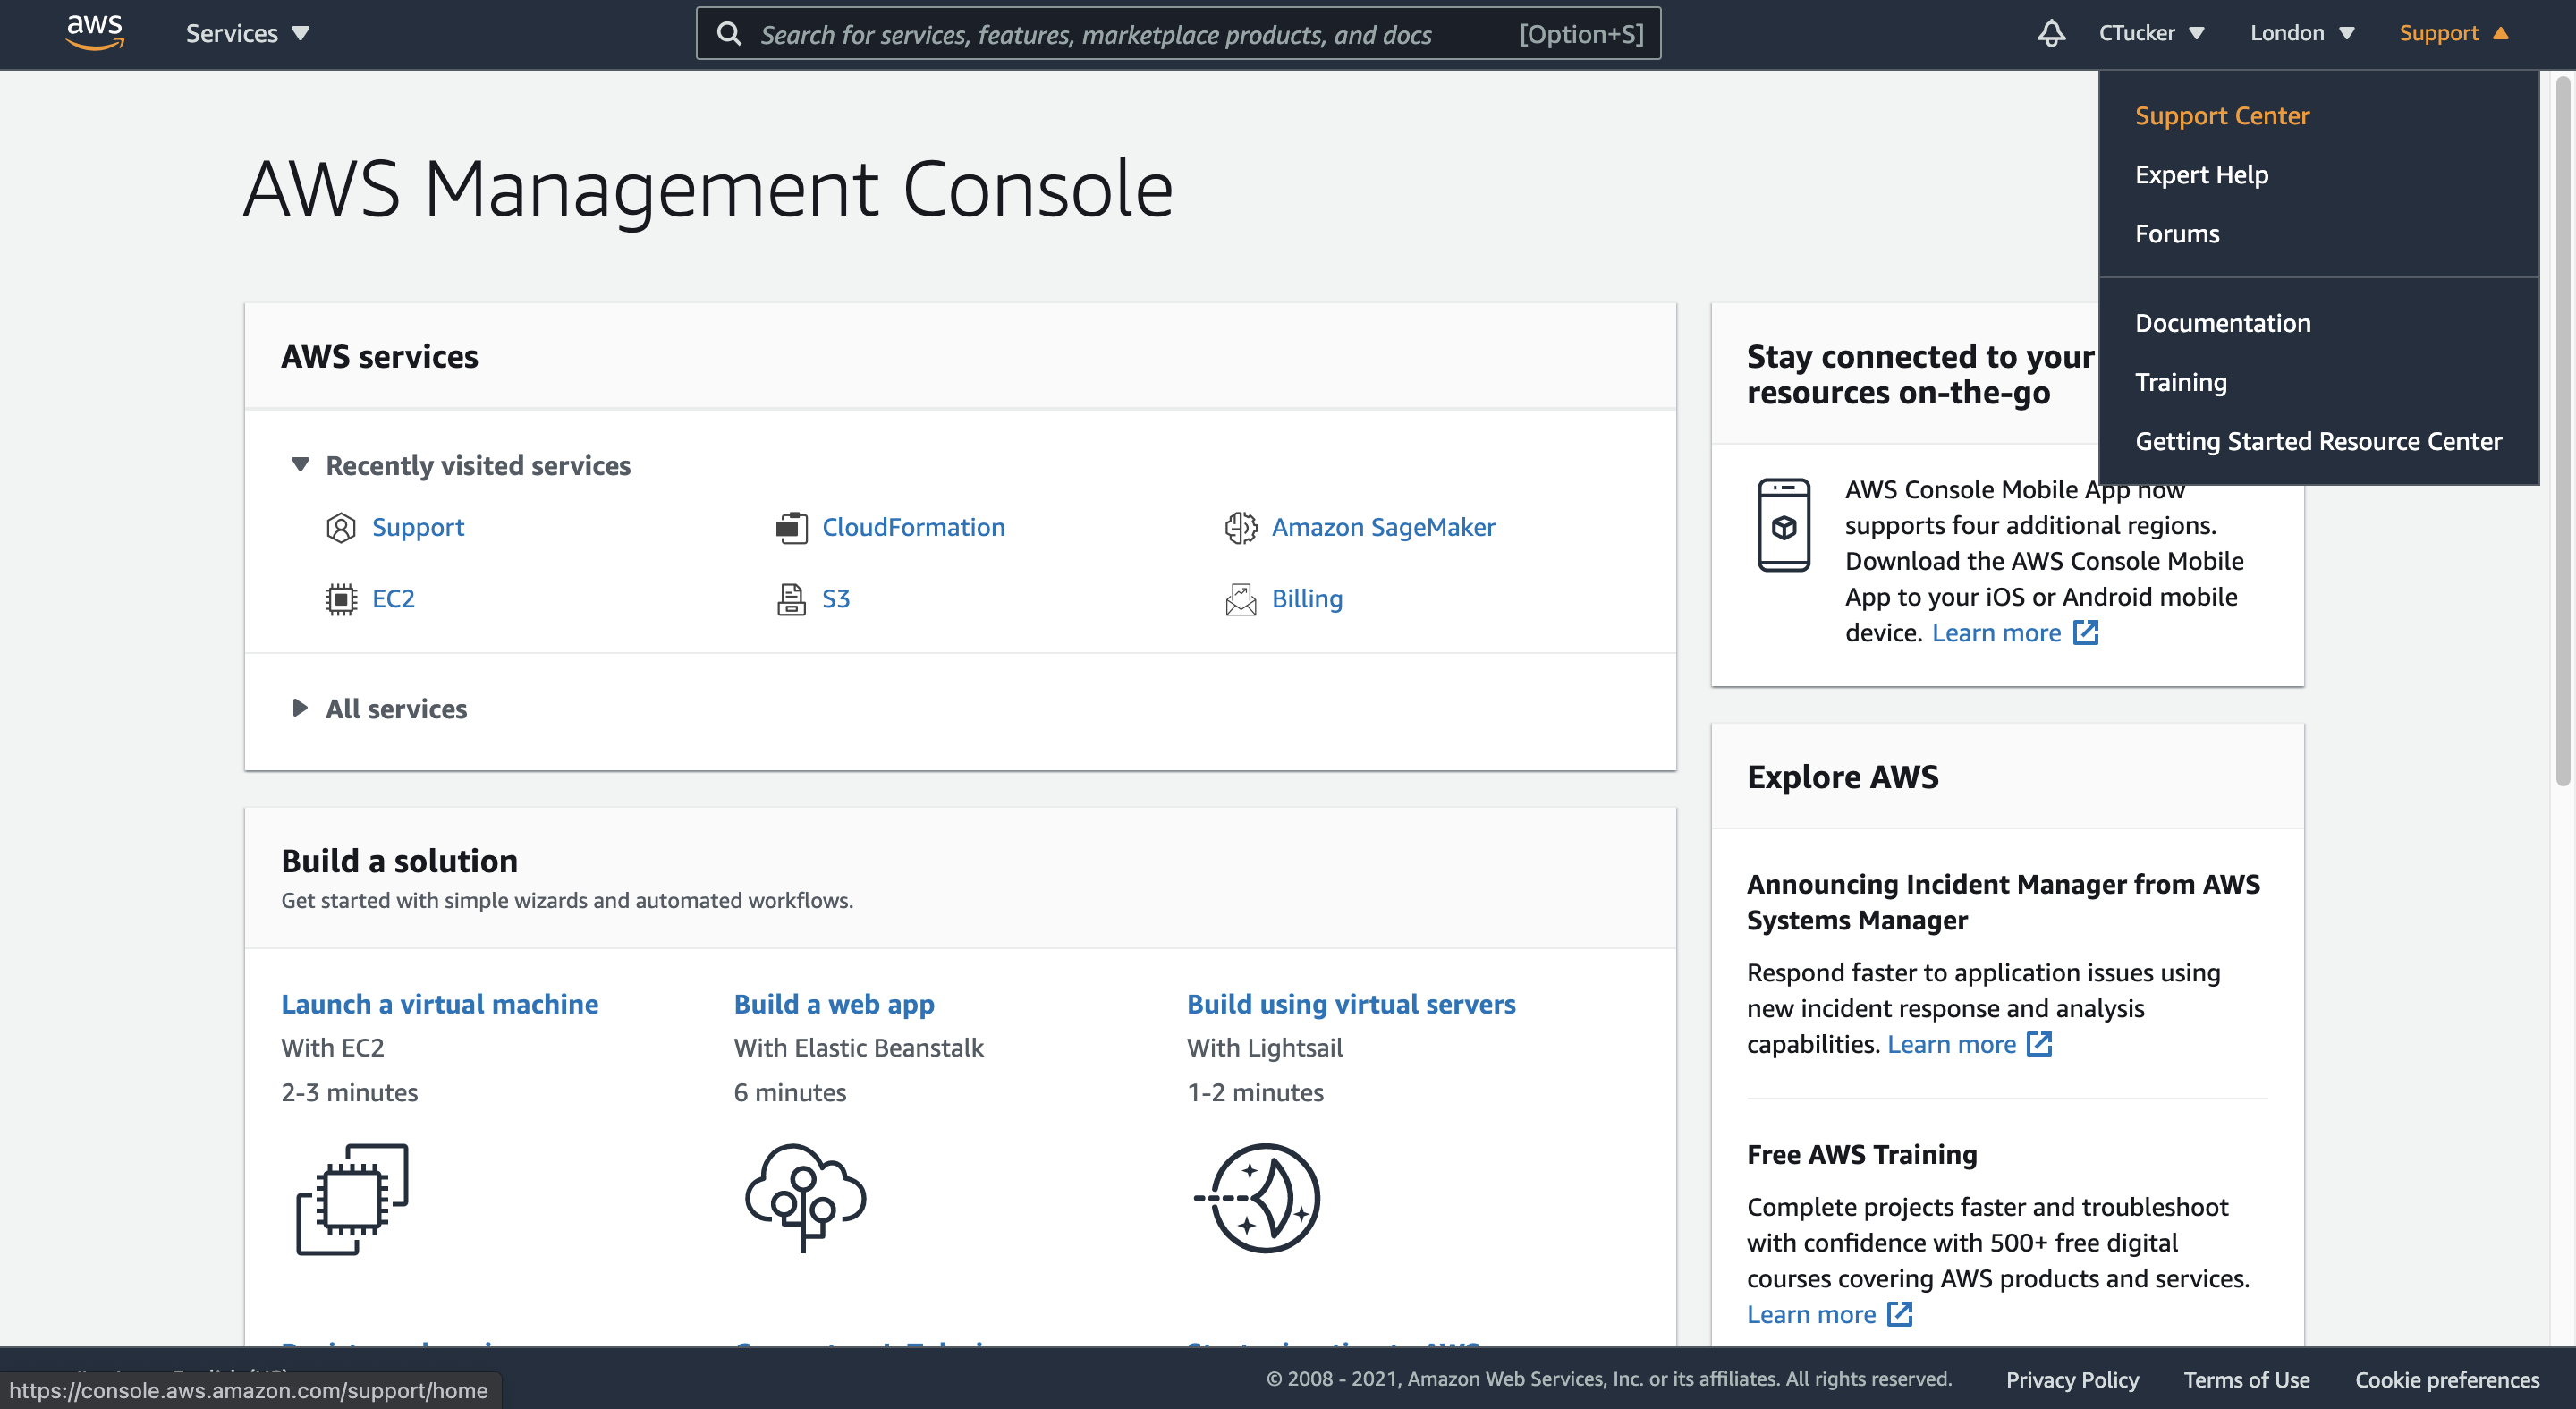 aws
Services
Search for services, features, marketplace products, and docs [Option+S]
CTucker
London
Support
Support Center
Expert Help
Forums
Documentation
Training
Getting Started Resource Center
AWS Management Console
AWS services
Recently visited services
Support
CloudFormation
Amazon SageMaker
EC2
S3
Billing
All services
Stay connected to your
resources on-the-go
AWS Console Mobile App now
supports four additional regions.
Download the AWS Console Mobile
App to your iOS or Android mobile
device. Learn more
Build a solution
Get started with simple wizards and automated workflows.
Launch a virtual machine
With EC2
2-3 minutes
Build a web app
With Elastic Beanstalk
6 minutes
Build using virtual servers
With Lightsail
1-2 minutes
Explore AWS
Announcing Incident Manager from AWS
Systems Manager
Respond faster to application issues using
new incident response and analysis
capabilities. Learn more
Free AWS Training
Complete projects faster and troubleshoot
with confidence with 500+ free digital
courses covering AWS products and services.
Learn more
https://console.aws.amazon.com/support/home
© 2008 - 2021, Amazon Web Services, Inc. or its affiliates. All rights reserved.
Privacy Policy
Terms of Use
Cookie preferences